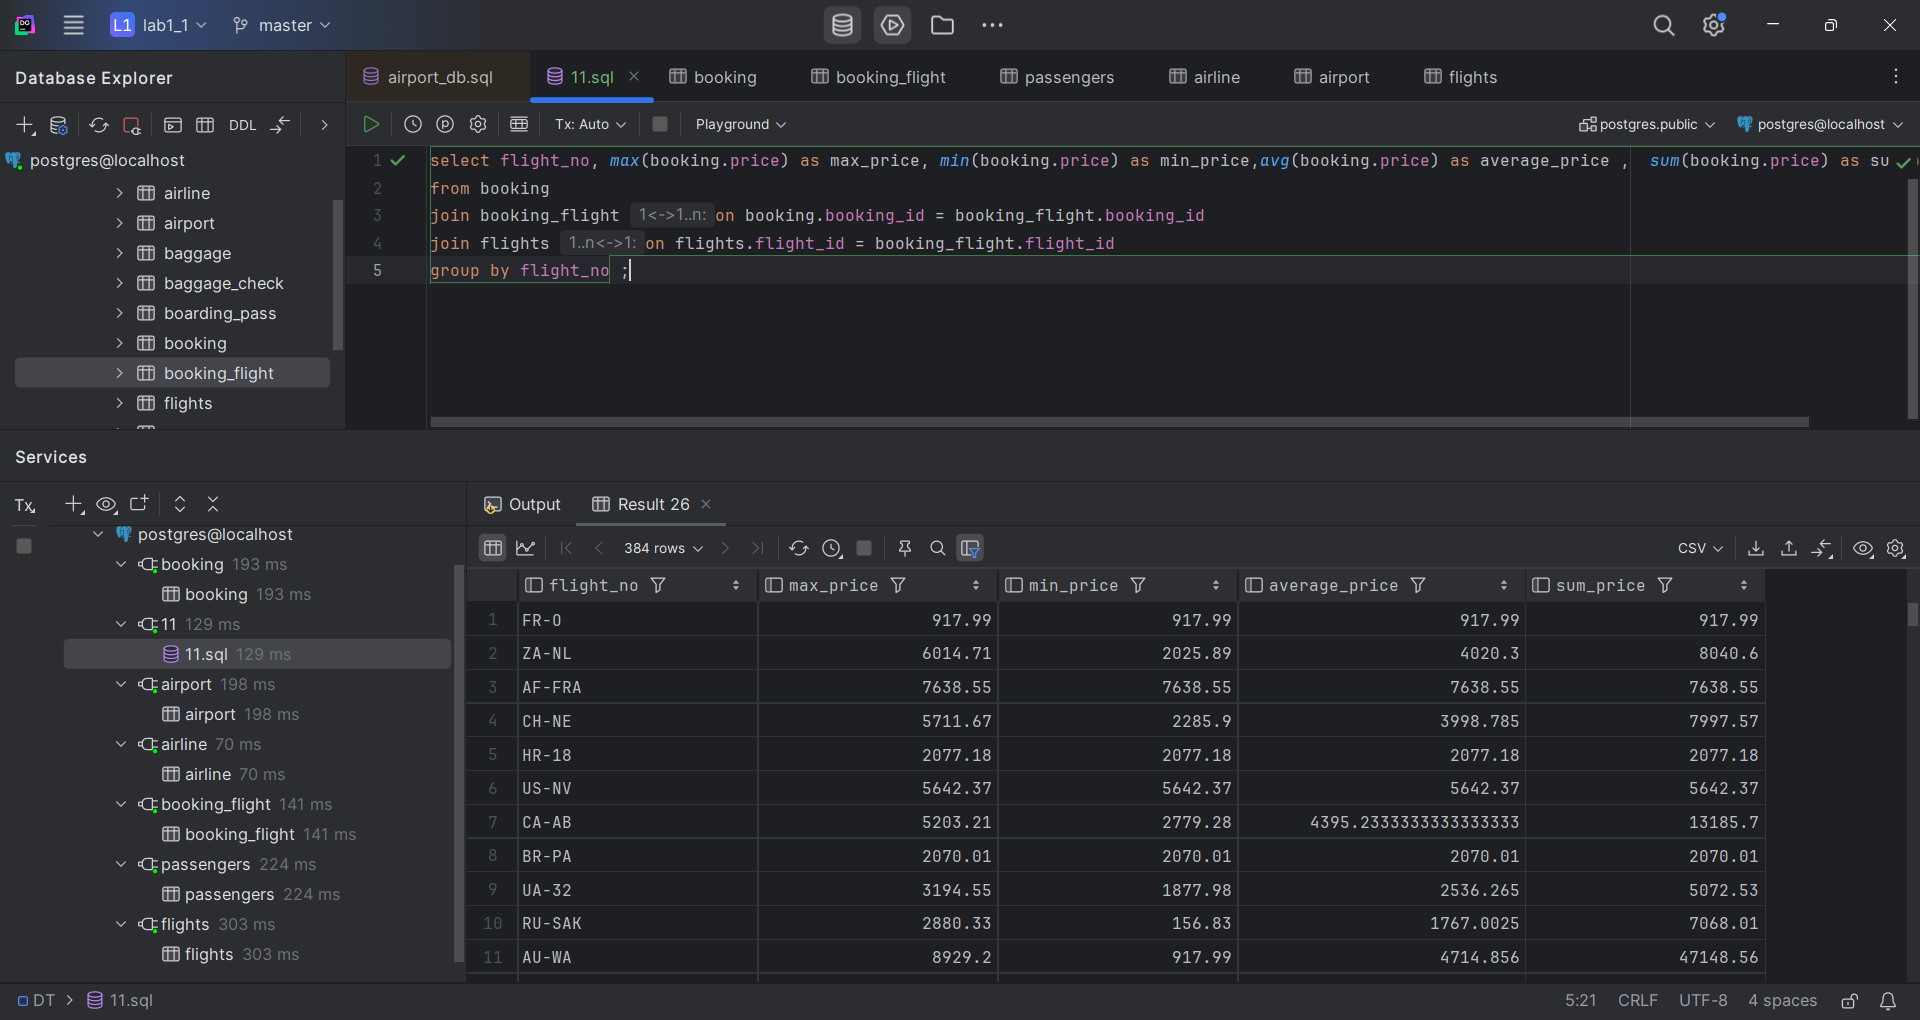 L1 lab1_1 master
Database Explorer
airport_db.sql 11.sql booking booking_flight passengers airline airport flights
DDL Tx: Auto Playground postgres.public postgres@localhost
postgres@localhost
airline
airport
baggage
baggage_check
boarding_pass
booking
booking_flight
flights
1 select flight_no, max(booking.price) as max_price, min(booking.price) as min_price,avg(booking.price) as average_price , sum(booking.price) as su
2 from booking
3 join booking_flight 1<->1..n: on booking.booking_id = booking_flight.booking_id
4 join flights 1..n<->1: on flights.flight_id = booking_flight.flight_id
5 group by flight_no ;
Services
Tx
postgres@localhost
booking 193 ms
booking 193 ms
11 129 ms
11.sql 129 ms
airport 198 ms
airport 198 ms
airline 70 ms
airline 70 ms
booking_flight 141 ms
booking_flight 141 ms
passengers 224 ms
passengers 224 ms
flights 303 ms
flights 303 ms
Output Result 26
384 rows CSV
flight_no max_price min_price average_price sum_price
1 FR-O 917.99 917.99 917.99 917.99
2 ZA-NL 6014.71 2025.89 4020.3 8040.6
3 AF-FRA 7638.55 7638.55 7638.55 7638.55
4 CH-NE 5711.67 2285.9 3998.785 7997.57
5 HR-18 2077.18 2077.18 2077.18 2077.18
6 US-NV 5642.37 5642.37 5642.37 5642.37
7 CA-AB 5203.21 2779.28 4395.2333333333333333 13185.7
8 BR-PA 2070.01 2070.01 2070.01 2070.01
9 UA-32 3194.55 1877.98 2536.265 5072.53
10 RU-SAK 2880.33 156.83 1767.0025 7068.01
11 AU-WA 8929.2 917.99 4714.856 47148.56
DT 11.sql 5:21 CRLF UTF-8 4 spaces